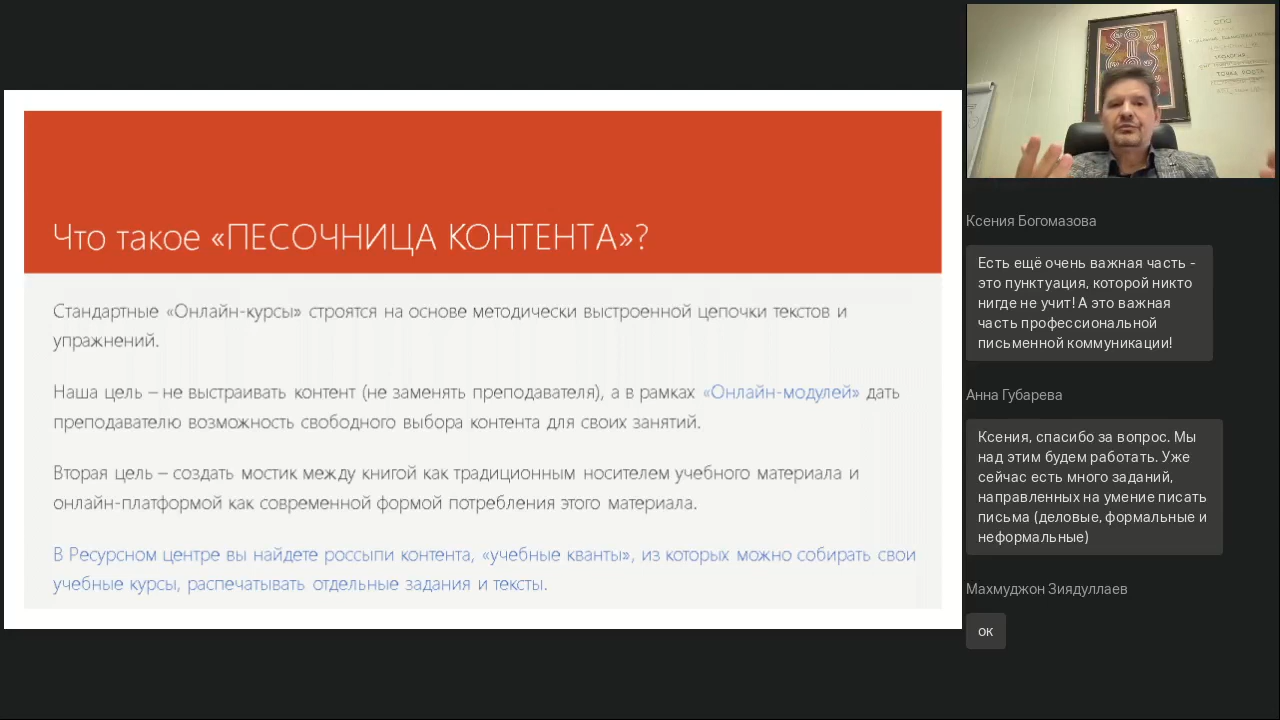 Что такое «ПЕСОЧНИЦА КОНТЕНТА»?
Стандартные «Онлайн-курсы» строятся на основе методически выстроенной цепочки текстов и
упражнений.
Наша цель – не выстраивать контент (не заменять преподавателя), а в рамках «Онлайн-модулей» дать
преподавателю возможность свободного выбора контента для своих занятий.
Вторая цель – создать мостик между книгой как традиционным носителем учебного материала и
онлайн-платформой как современной формой потребления этого материала.
В Ресурсном центре вы найдете россыпи контента, «учебные кванты», из которых можно собирать свои
учебные курсы, распечатывать отдельные задания и тексты.
Ксения Богомазова
Есть ещё очень важная часть -
это пунктуация, которой никто
нигде не учит! А это важная
часть профессиональной
письменной коммуникации!
Анна Губарева
Ксения, спасибо за вопрос. Мы
над этим будем работать. Уже
сейчас есть много заданий,
направленных на умение писать
письма (деловые, формальные и
неформальные)
Махмуджон Зиядуллаев
ок